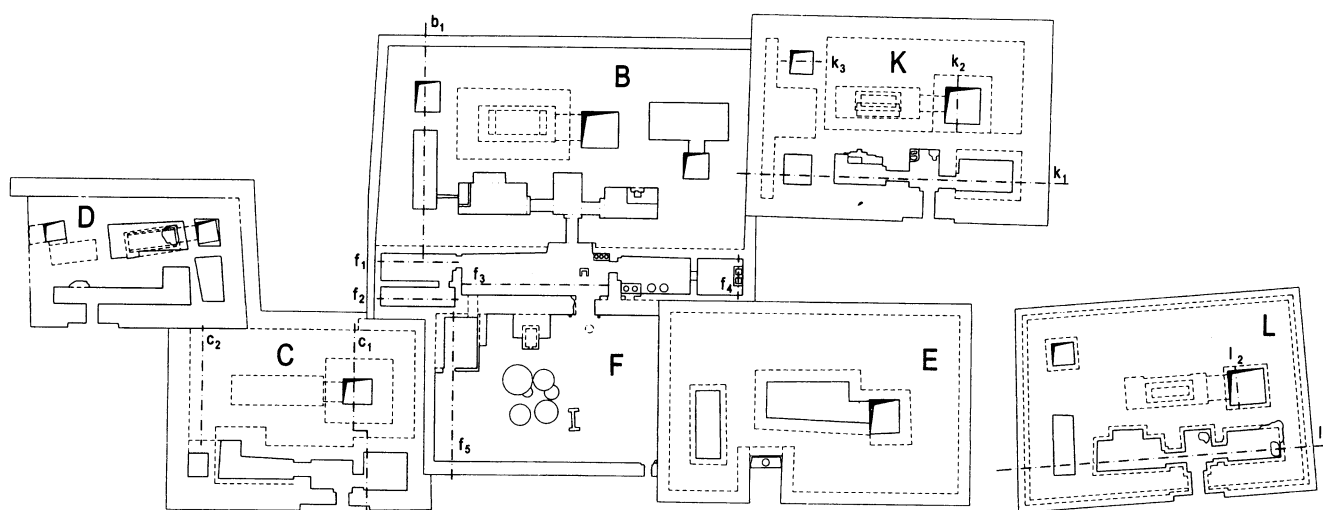 b₁
B
k₃
K
k₂
k₁
D
f₁
f₂
f₃
f₄
c₂
C
c₁
F
E
L
l₂
l
f₅